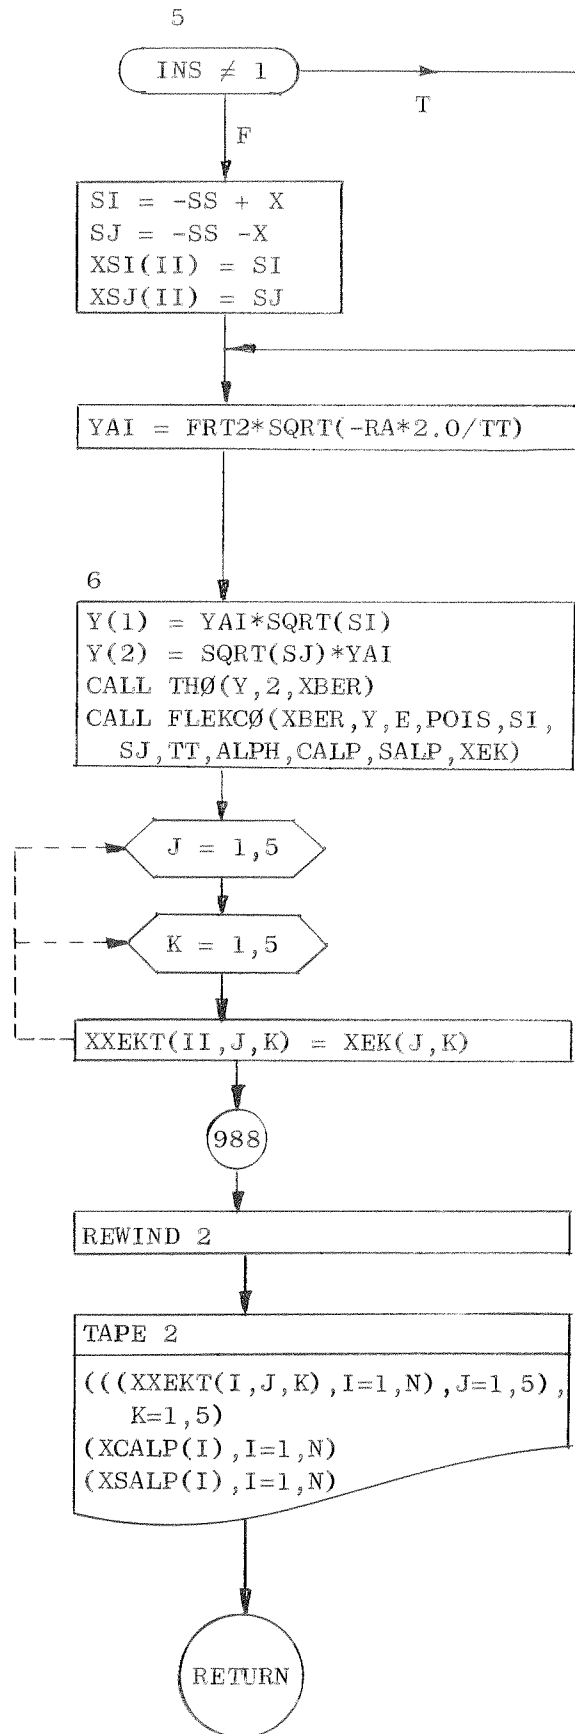 5
INS ≠ 1
T
F
SI = -SS + X
SJ = -SS -X
XSI(II) = SI
XSJ(II) = SJ
YAI = FRT2*SQRT(-RA*2.0/TT)
6
Y(1) = YAI*SQRT(SI)
Y(2) = SQRT(SJ)*YAI
CALL THØ(Y,2,XBER)
CALL FLEKCØ(XBER,Y,E,POIS,SI,
SJ,TT,ALPH,CALP,SALP,XEK)
J = 1,5
K = 1,5
XXEKT(II,J,K) = XEK(J,K)
988
REWIND 2
TAPE 2
(((XXEKT(I,J,K),I=1,N),J=1,5),
K=1,5)
(XCALP(I),I=1,N)
(XSALP(I),I=1,N)
RETURN